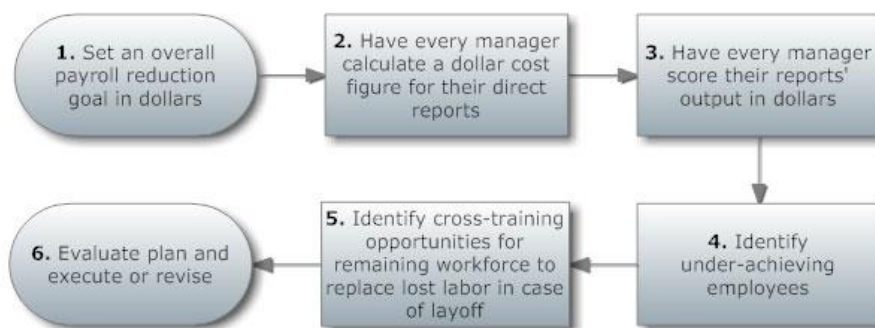 1. Set an overall
payroll reduction
goal in dollars
2. Have every manager
calculate a dollar cost
figure for their direct
reports
3. Have every manager
score their reports'
output in dollars
4. Identify
under-achieving
employees
5. Identify cross-training
opportunities for
remaining workforce to
replace lost labor in case
of layoff
6. Evaluate plan and
execute or revise